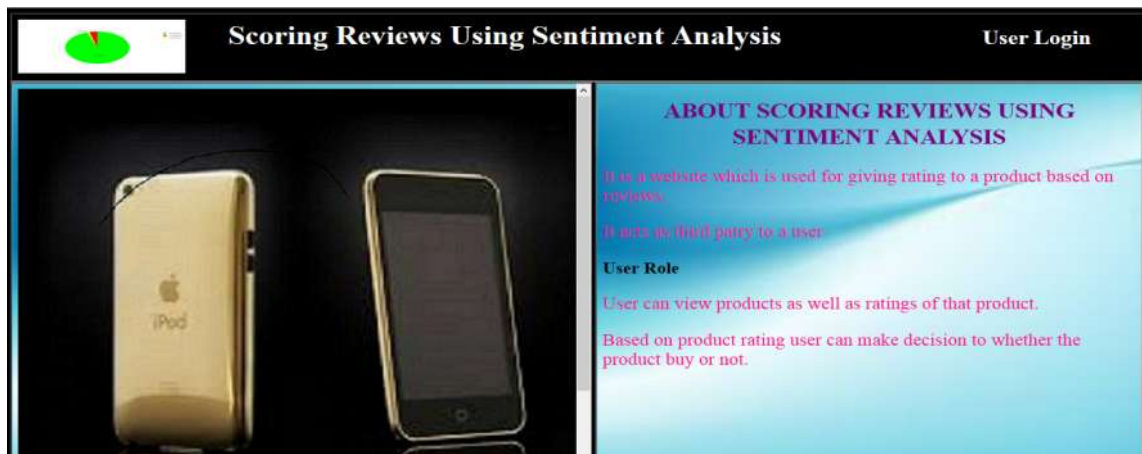 Scoring Reviews Using Sentiment Analysis
User Login
iPod
ABOUT SCORING REVIEWS USING
SENTIMENT ANALYSIS
It is a website which is used for giving rating to a product based on
reviews.
It acts as third patry to a user
User Role
User can view products as well as ratings of that product.
Based on product rating user can make decision to whether the
product buy or not.